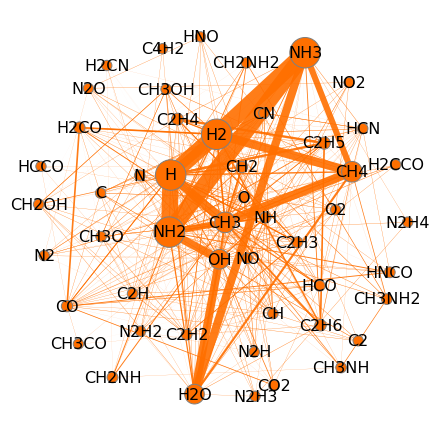 HNO
C4H2
NH3
H2CN
CH2NH2
NO2
N2O
CH3OH
CN
C2H4
H2CO
H2
HCN
C2H5
HCCO
CH2
CH4
H2CCO
N
H
C
O
CH2OH
O2
NH
CH3
N2H4
NH2
CH3O
C2H3
N2
OH
NO
HNCO
HCO
C2H
CH3NH2
CO
CH
C2H6
N2H2
C2H2
C2
CH3CO
N2H
CH3NH
CH2NH
CO2
H2O
N2H3